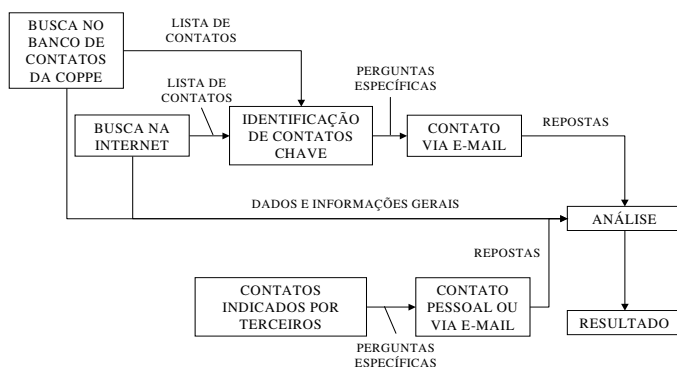 BUSCA NO
BANCO DE
CONTATOS
DA COPPE
LISTA DE
CONTATOS
LISTA DE
CONTATOS
PERGUNTAS
ESPECÍFICAS
BUSCA NA
INTERNET
IDENTIFICAÇÃO
DE CONTATOS
CHAVE
CONTATO
VIA E-MAIL
REPOSTAS
DADOS E INFORMAÇÕES GERAIS
ANÁLISE
REPOSTAS
CONTATOS
INDICADOS POR
TERCEIROS
CONTATO
PESSOAL OU
VIA E-MAIL
RESULTADO
PERGUNTAS
ESPECÍFICAS